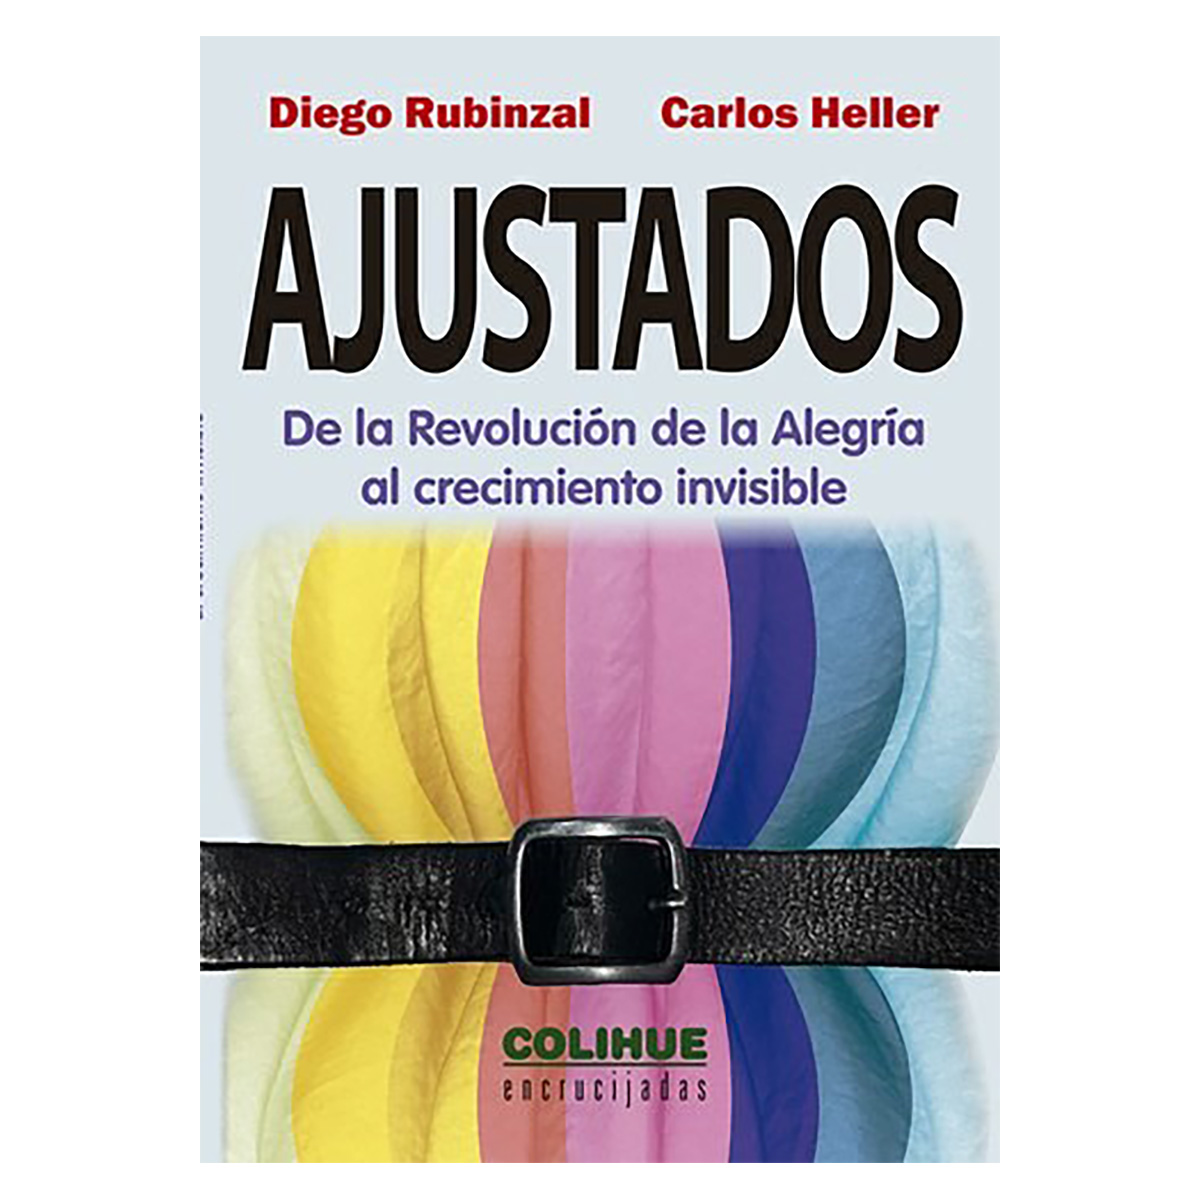 Diego Rubinzal Carlos Heller
AJUSTADOS
De la Revolución de la Alegría
al crecimiento invisible
COLIHUE
encrucijadas